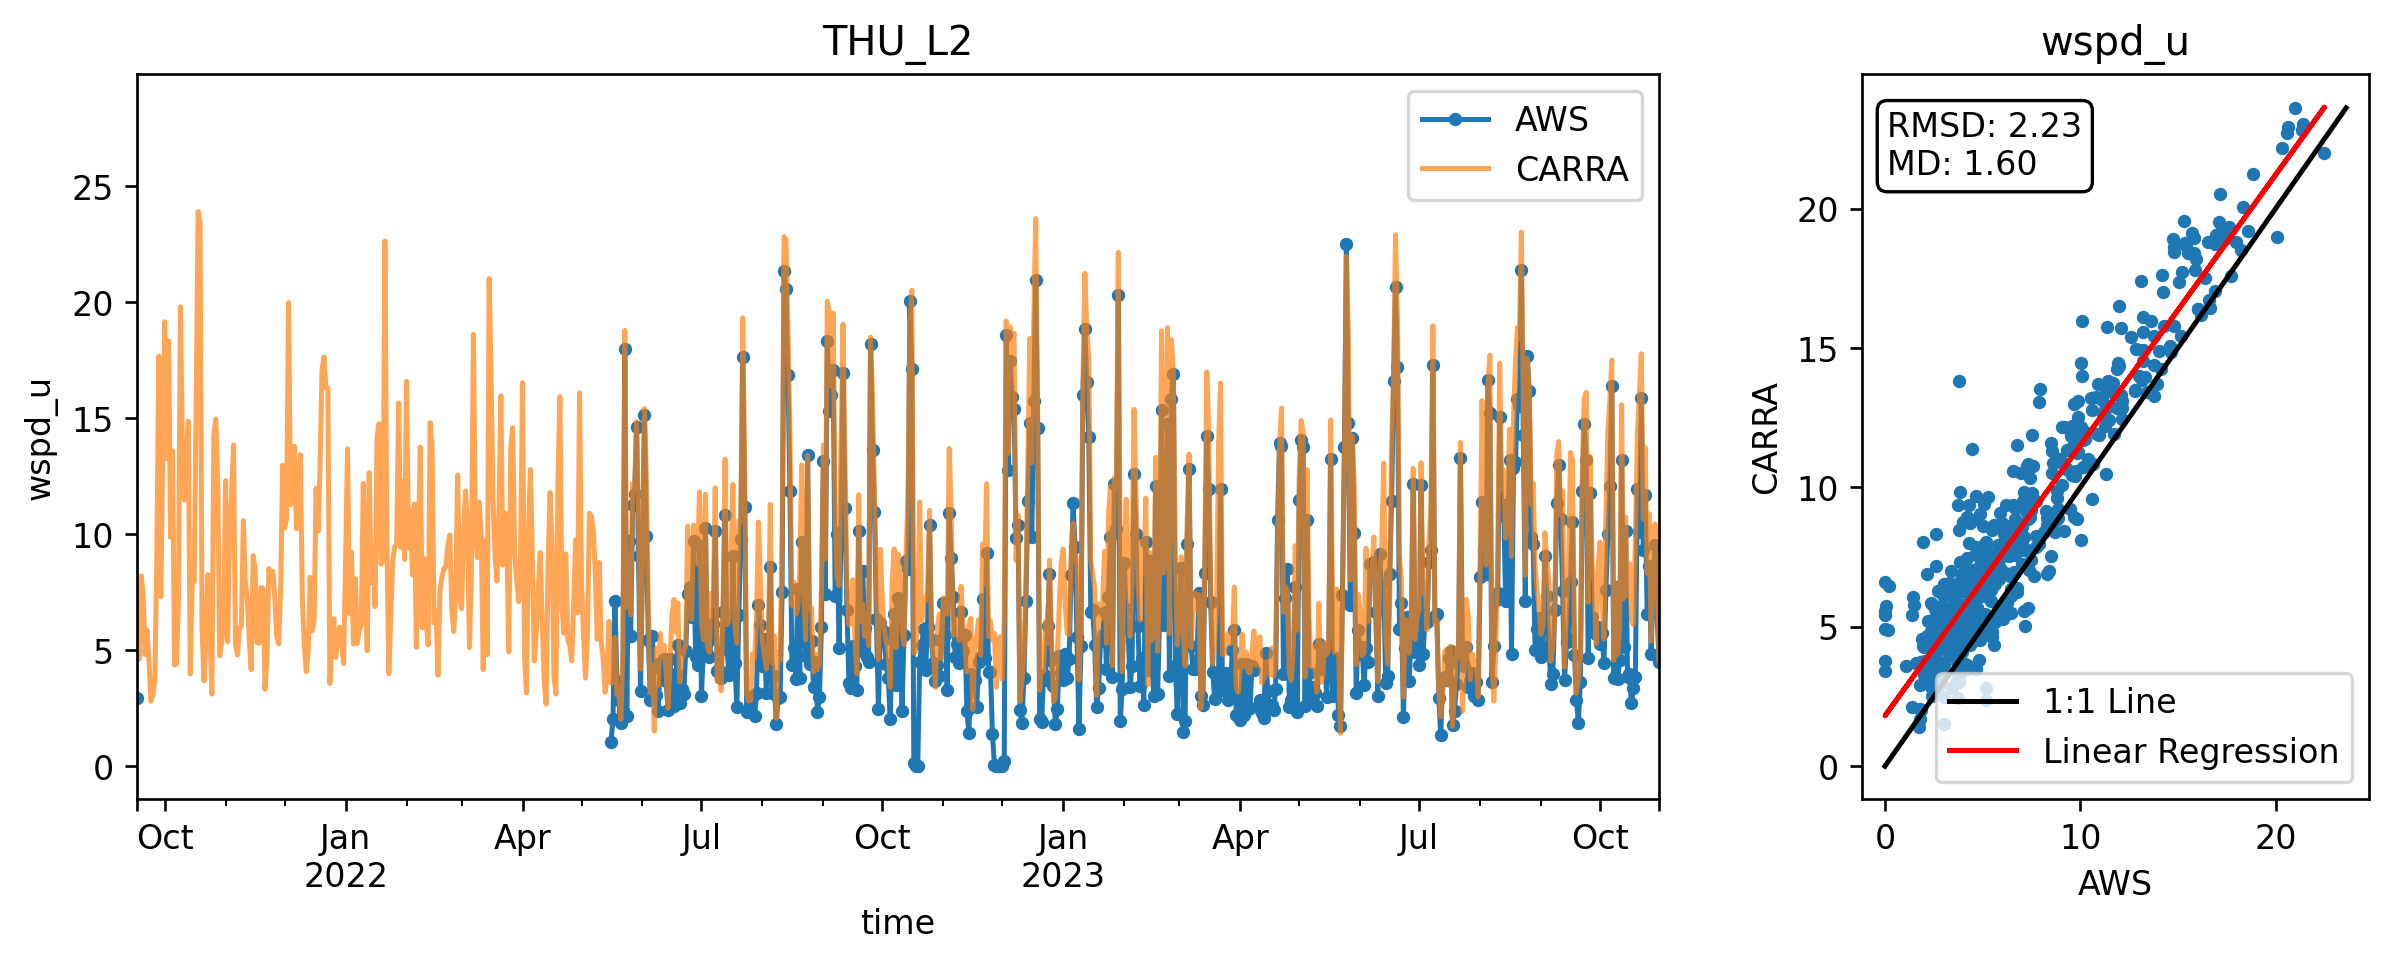 THU_L2
wspd_u
25
20
15
10
5
0
AWS
CARRA
Oct
Jan
2022
Apr
Jul
Oct
Jan
2023
Apr
Jul
Oct
time
wspd_u
RMSD: 2.23
MD: 1.60
CARRA
20
15
10
5
0
1:1 Line
Linear Regression
0
10
20
AWS